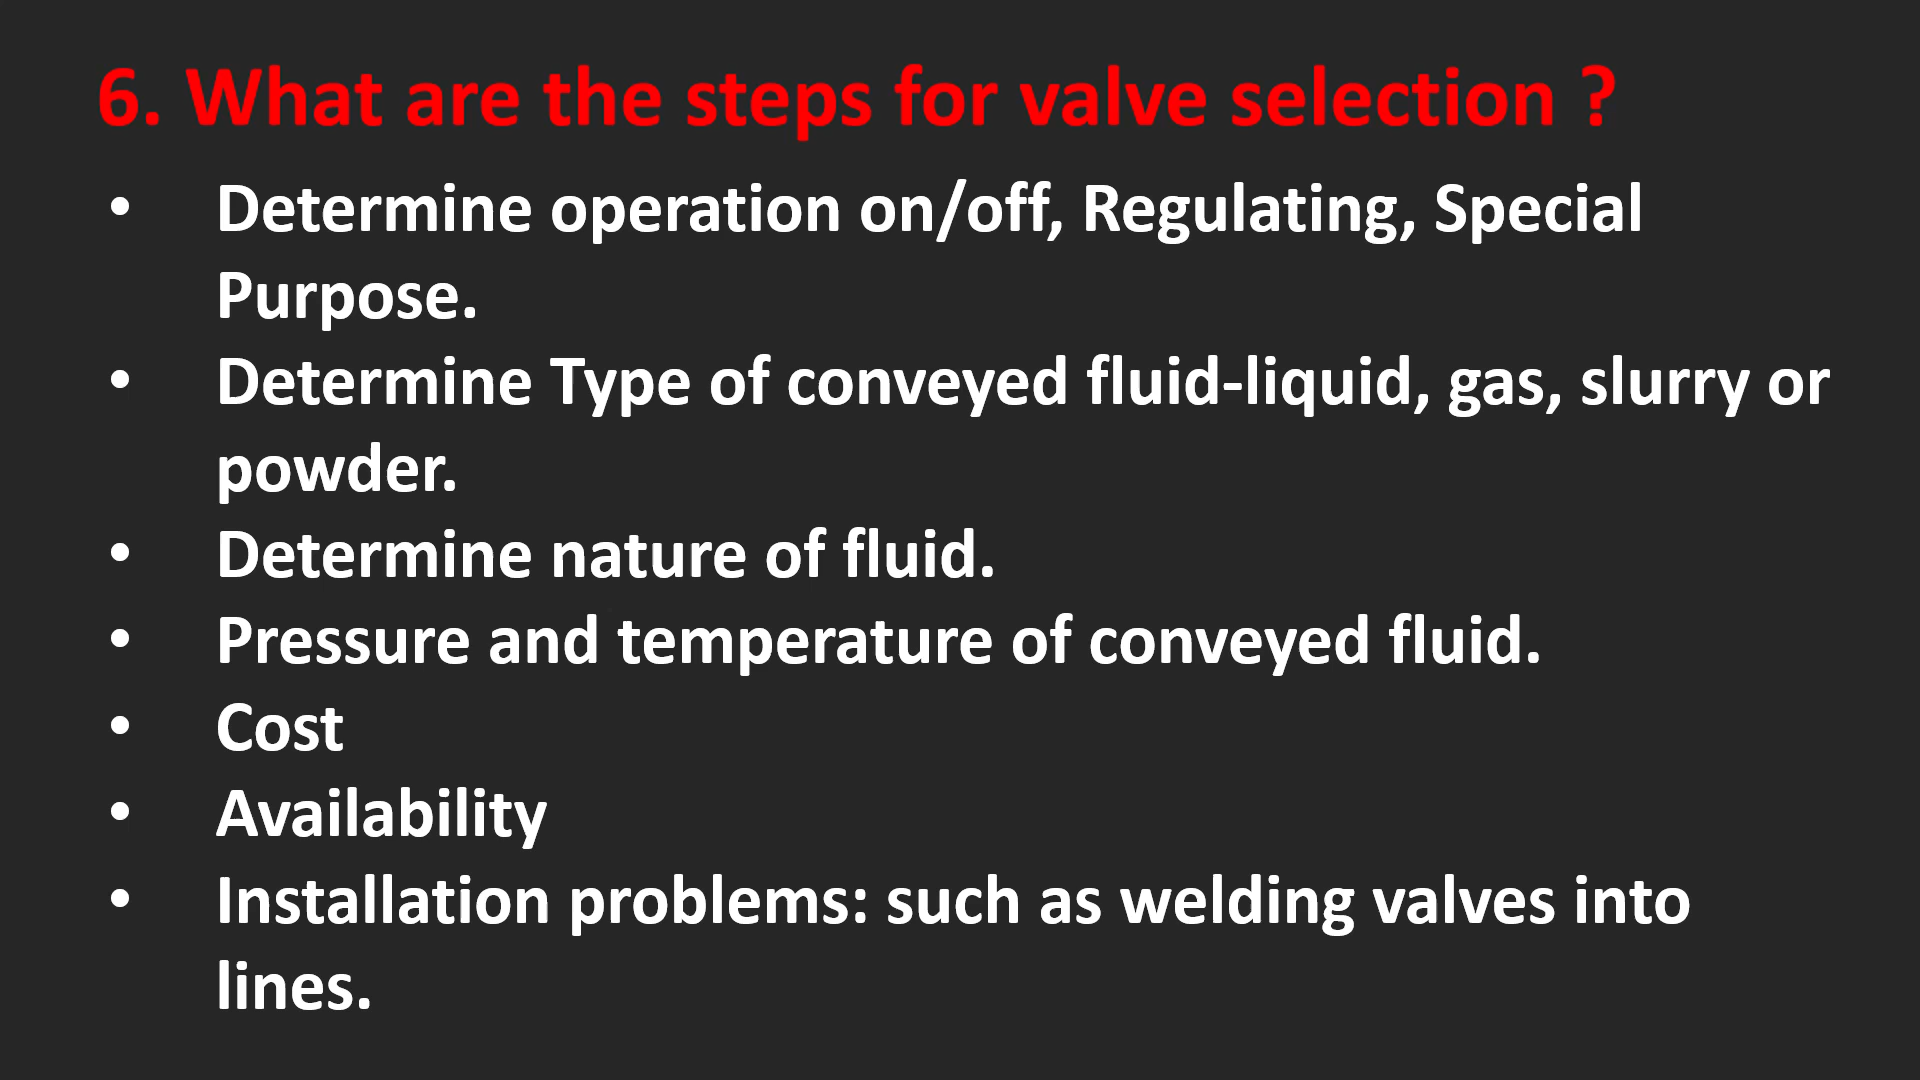 6. What are the steps for valve selection ?
• Determine operation on/off, Regulating, Special
Purpose.
• Determine Type of conveyed fluid-liquid, gas, slurry or
powder.
• Determine nature of fluid.
• Pressure and temperature of conveyed fluid.
• Cost
• Availability
• Installation problems: such as welding valves into
lines.